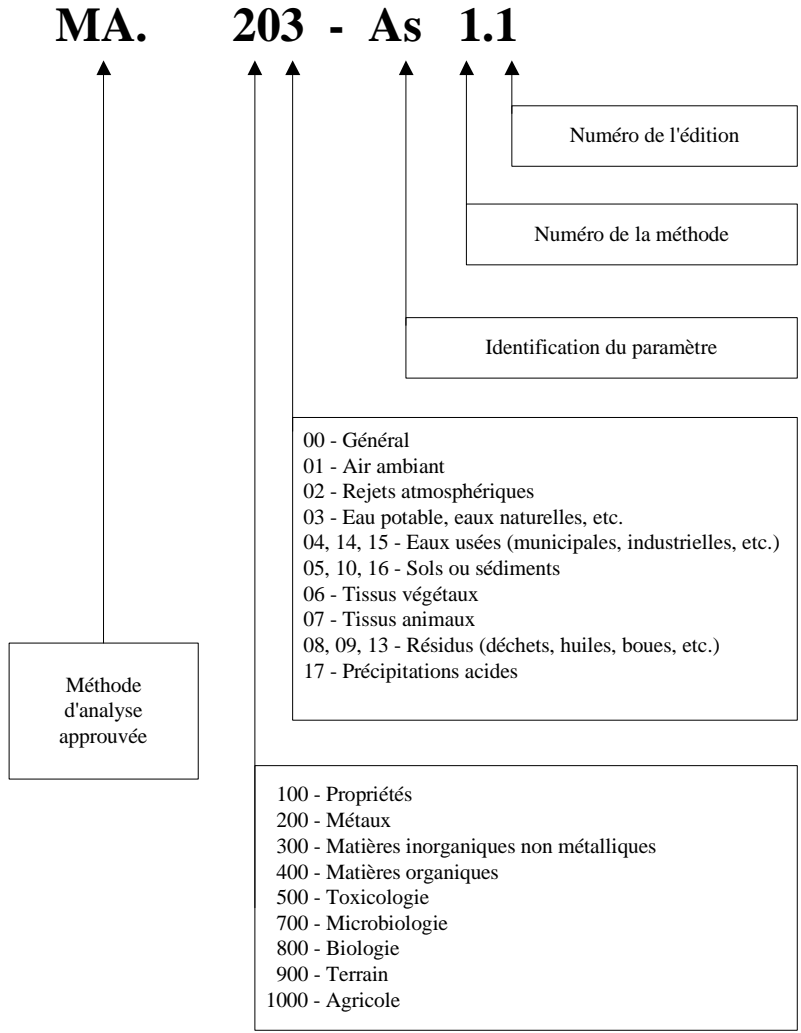 MA. 203 - As 1.1
Numéro de l'édition
Numéro de la méthode
Identification du paramètre
00 - Général
01 - Air ambiant
02 - Rejets atmosphériques
03 - Eau potable, eaux naturelles, etc.
04, 14, 15 - Eaux usées (municipales, industrielles, etc.)
05, 10, 16 - Sols ou sédiments
06 - Tissus végétaux
07 - Tissus animaux
08, 09, 13 - Résidus (déchets, huiles, boues, etc.)
17 - Précipitations acides
Méthode
d'analyse
approuvée
100 - Propriétés
200 - Métaux
300 - Matières inorganiques non métalliques
400 - Matières organiques
500 - Toxicologie
700 - Microbiologie
800 - Biologie
900 - Terrain
1000 - Agricole